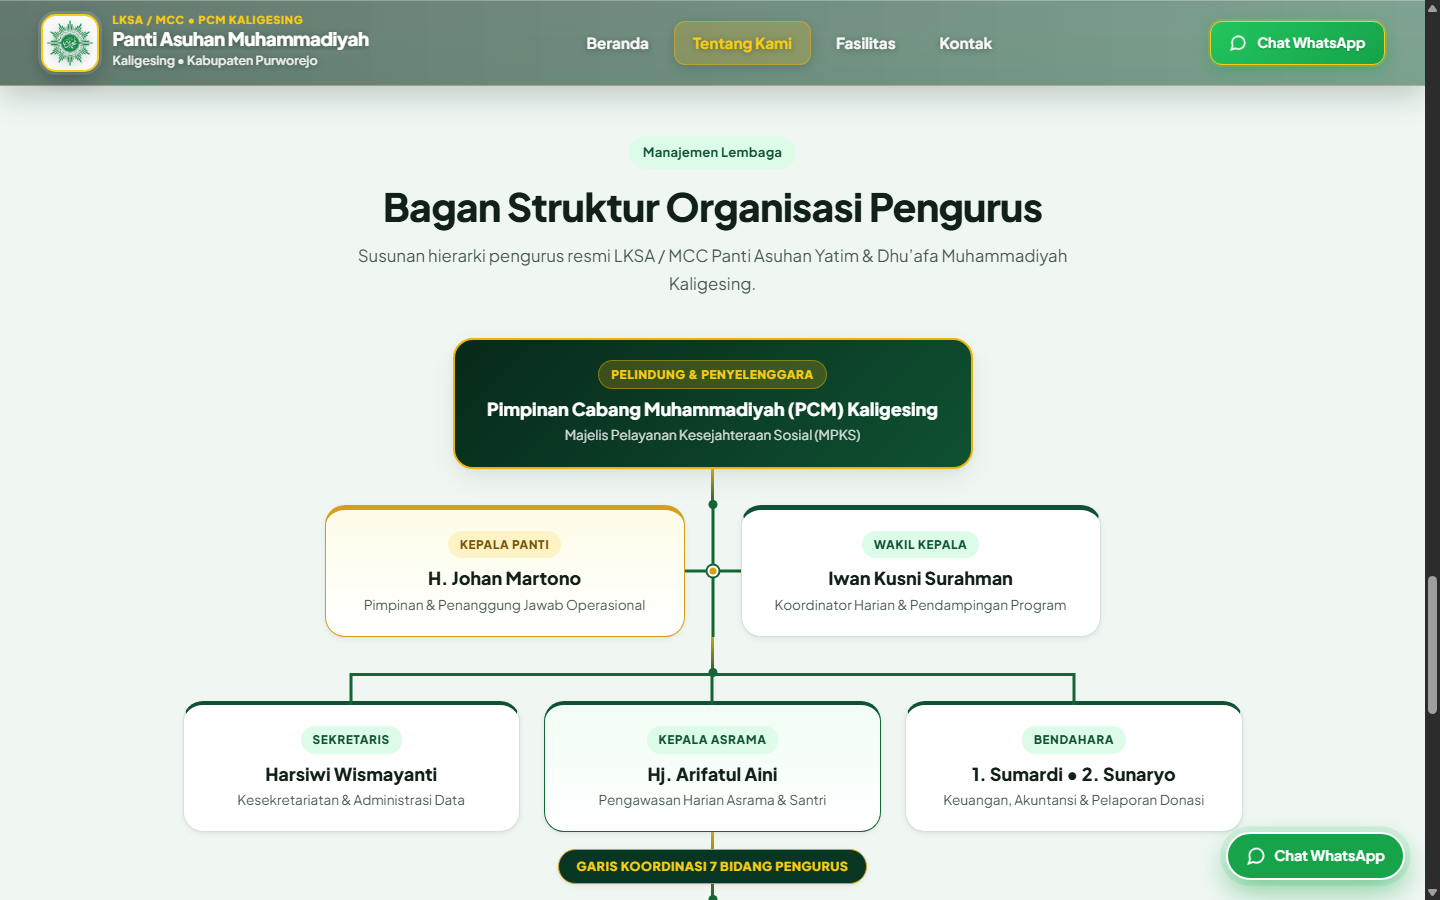 LKSA / MCC • PCM KALIGESING
Panti Asuhan Muhammadiyah
Kaligesing • Kabupaten Purworejo
Beranda
Tentang Kami
Fasilitas
Kontak
Chat WhatsApp
Manajemen Lembaga
Bagan Struktur Organisasi Pengurus
Susunan hierarki pengurus resmi LKSA / MCC Panti Asuhan Yatim & Dhu'afa Muhammadiyah
Kaligesing.
PELINDUNG & PENYELENGGARA
Pimpinan Cabang Muhammadiyah (PCM) Kaligesing
Majelis Pelayanan Kesejahteraan Sosial (MPKS)
KEPALA PANTI
H. Johan Martono
Pimpinan & Penanggung Jawab Operasional
WAKIL KEPALA
Iwan Kusni Surahman
Koordinator Harian & Pendampingan Program
SEKRETARIS
Harsiwi Wismayanti
Kesekretariatan & Administrasi Data
KEPALA ASRAMA
Hj. Arifatul Aini
Pengawasan Harian Asrama & Santri
BENDAHARA
1. Sumardi • 2. Sunaryo
Keuangan, Akuntansi & Pelaporan Donasi
GARIS KOORDINASI 7 BIDANG PENGURUS
Chat WhatsApp